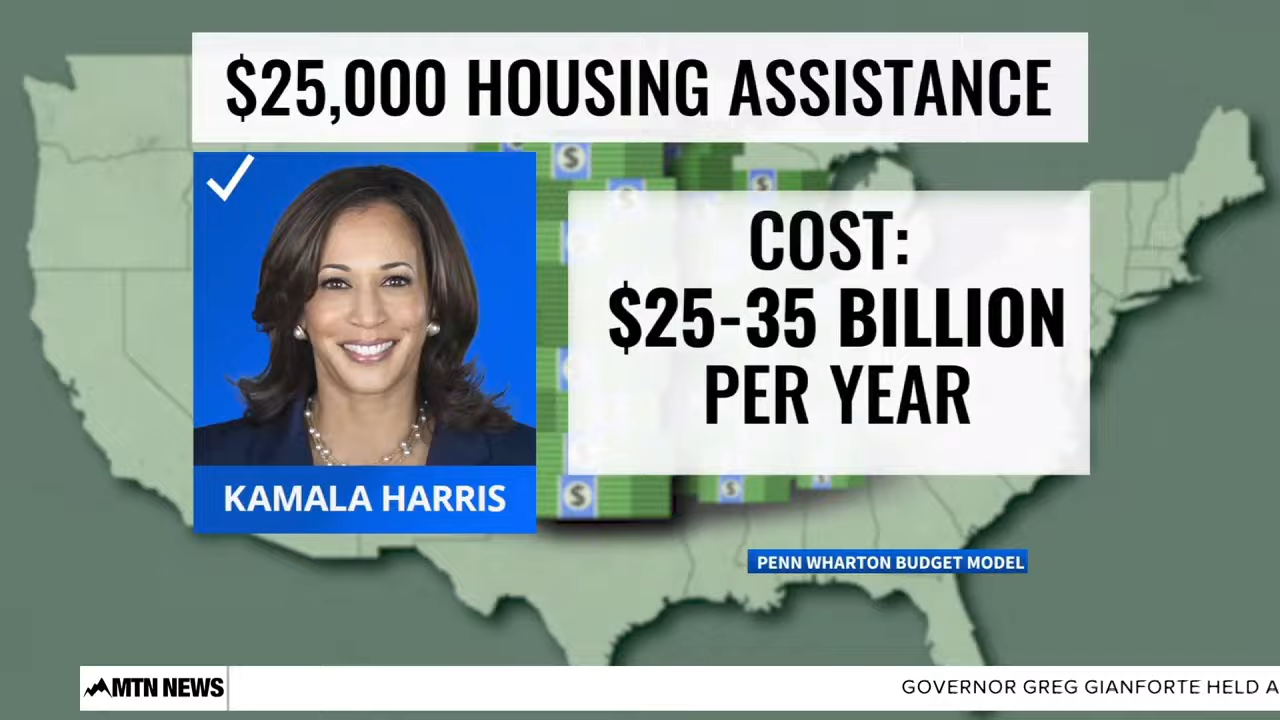 $25,000 HOUSING ASSISTANCE
COST:
$25-35 BILLION
PER YEAR
KAMALA HARRIS
PENN WHARTON BUDGET MODEL
MTN NEWS
GOVERNOR GREG GIANFORTE HELD A
$
$
$
$
$
$